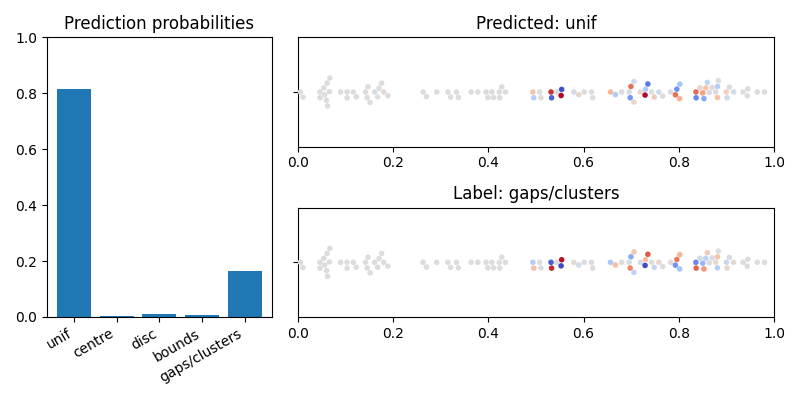 Prediction probabilities
1.0
0.8
0.6
0.4
0.2
0.0
unif
centre
disc
bounds
gaps/clusters
Predicted: unif
0.0 0.2 0.4 0.6 0.8 1.0
Label: gaps/clusters
0.0 0.2 0.4 0.6 0.8 1.0